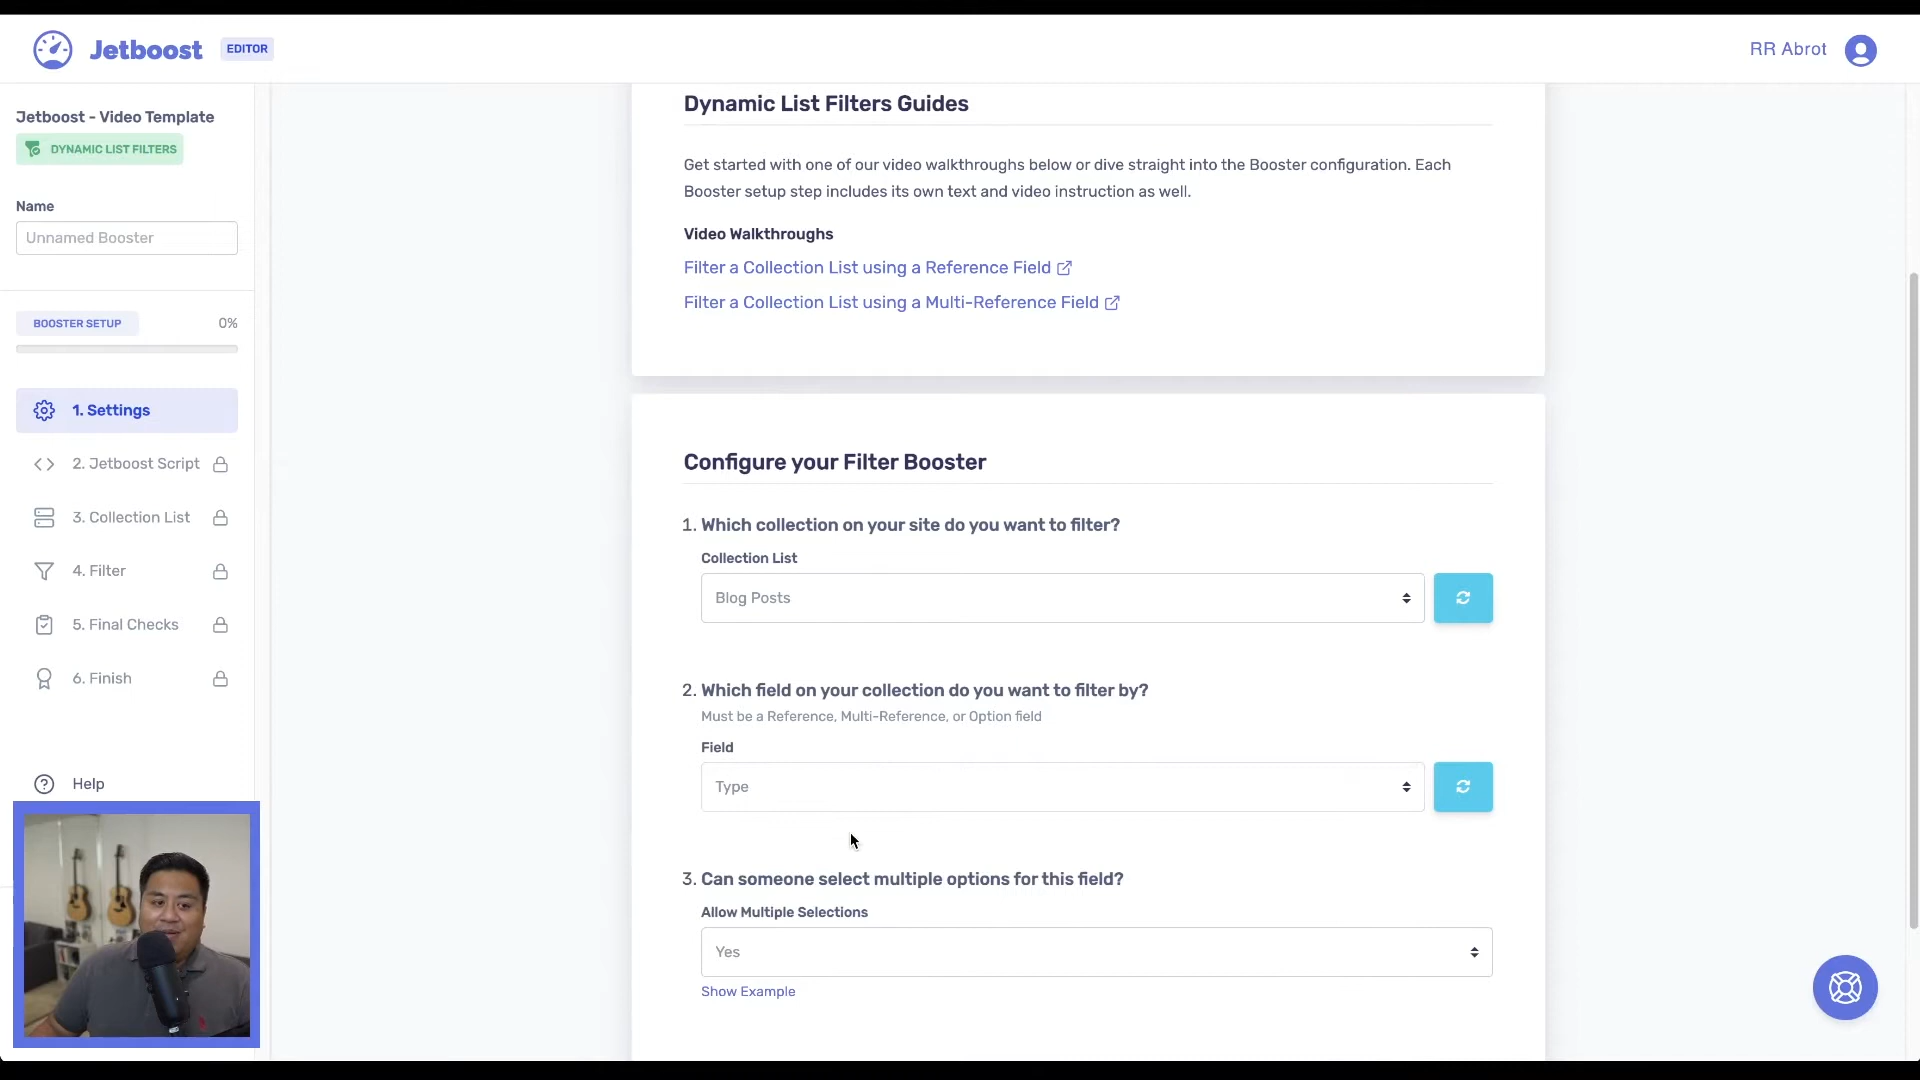 Jetboost EDITOR
RR Abrot
Jetboost - Video Template
DYNAMIC LIST FILTERS
Name
Unnamed Booster
BOOSTER SETUP 0%
1. Settings
2. Jetboost Script
3. Collection List
4. Filter
5. Final Checks
6. Finish
Help
Dynamic List Filters Guides
Get started with one of our video walkthroughs below or dive straight into the Booster configuration. Each
Booster setup step includes its own text and video instruction as well.
Video Walkthroughs
Filter a Collection List using a Reference Field
Filter a Collection List using a Multi-Reference Field
Configure your Filter Booster
1. Which collection on your site do you want to filter?
Collection List
Blog Posts
2. Which field on your collection do you want to filter by?
Must be a Reference, Multi-Reference, or Option field
Field
Type
3. Can someone select multiple options for this field?
Allow Multiple Selections
Yes
Show Example